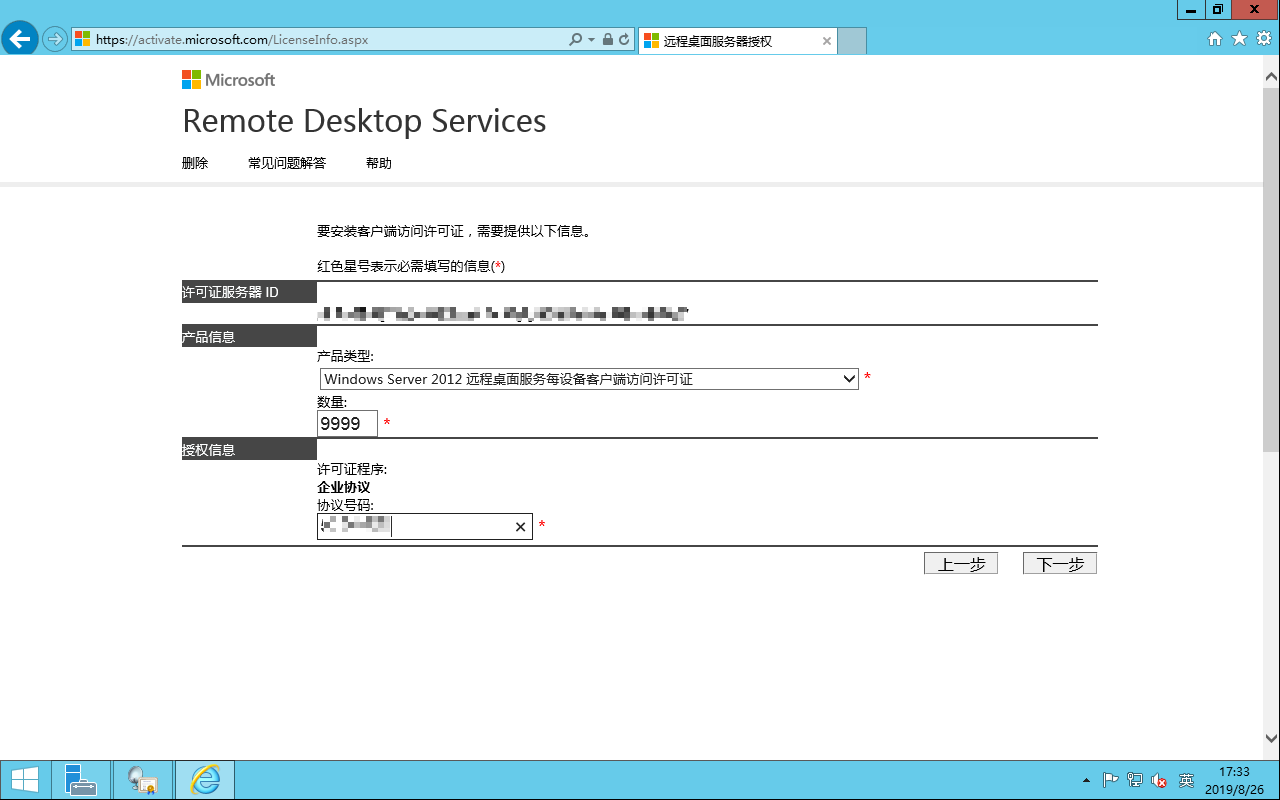 https://activate.microsoft.com/LicenseInfo.aspx
远程桌面服务器授权
Microsoft
Remote Desktop Services
删除 常见问题解答 帮助
要安装客户端访问许可证，需要提供以下信息。
红色星号表示必需填写的信息(*)
许可证服务器 ID
产品信息
产品类型:
Windows Server 2012 远程桌面服务每设备客户端访问许可证 *
数量:
9999 *
授权信息
许可证程序:
企业协议
协议号码:
*
上一步 下一步
英
17:33
2019/8/26